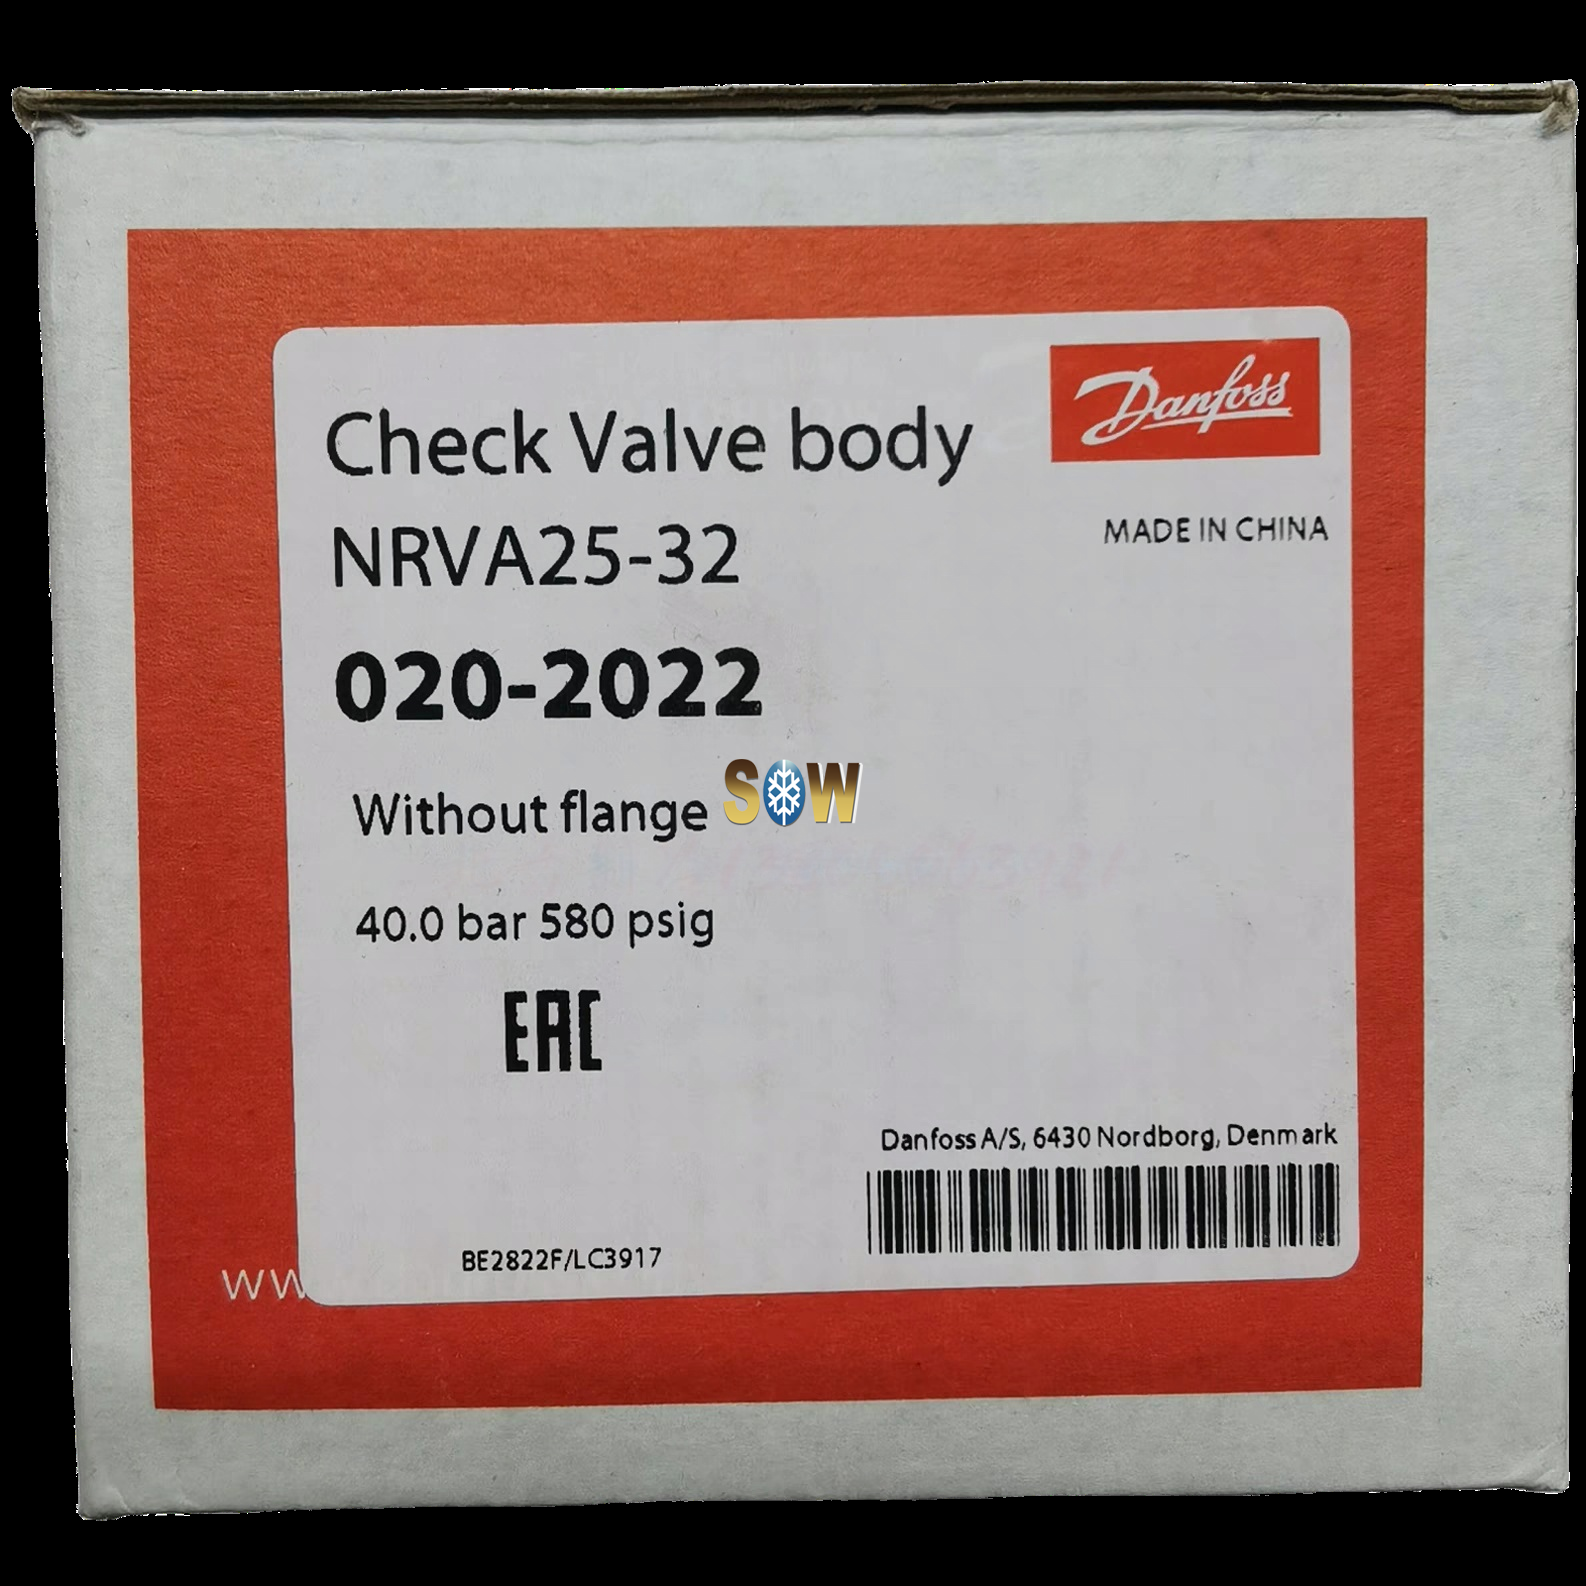 Danfoss
Check Valve body
MADE IN CHINA
NRVA25-32
020-2022
Without flange
SOW
40.0 bar 580 psig
EAC
Danfoss A/S, 6430 Nordborg, Denmark
BE2822F/LC3917
ww